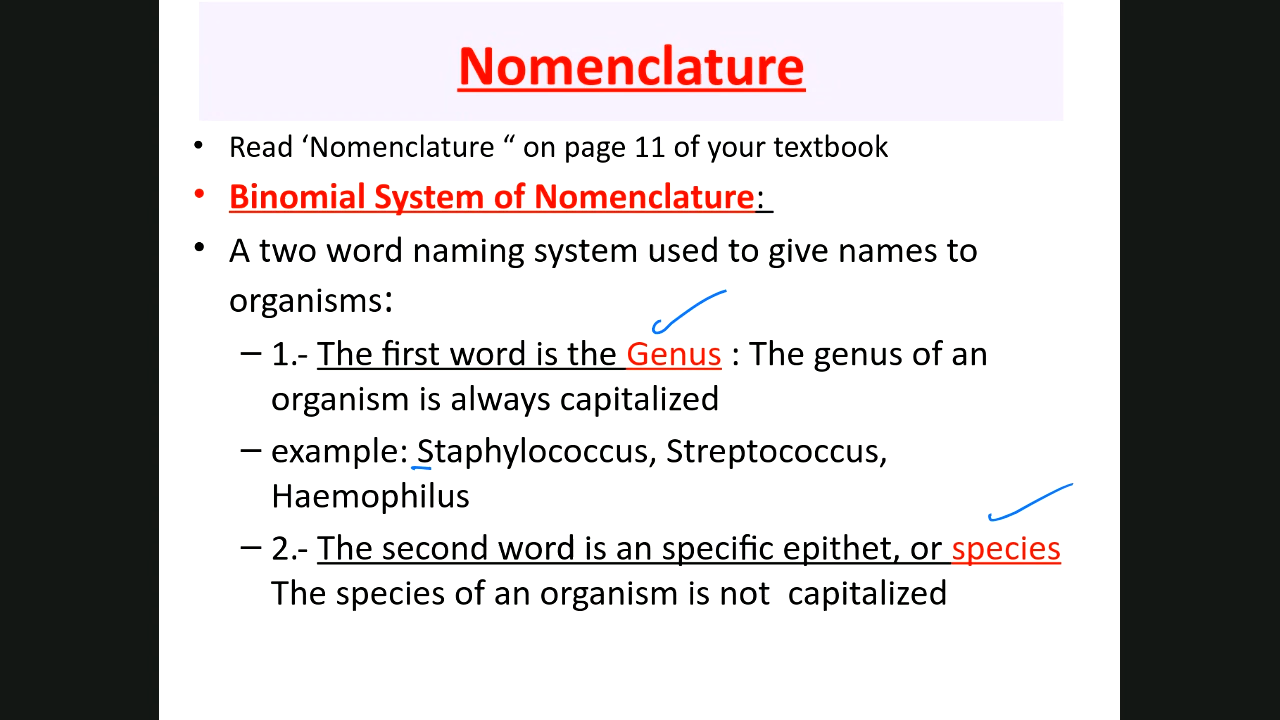 Nomenclature
• Read ‘Nomenclature “ on page 11 of your textbook
• Binomial System of Nomenclature:
• A two word naming system used to give names to
organisms:
– 1.- The first word is the Genus : The genus of an
organism is always capitalized
– example: Staphylococcus, Streptococcus,
Haemophilus
– 2.- The second word is an specific epithet, or species
The species of an organism is not  capitalized